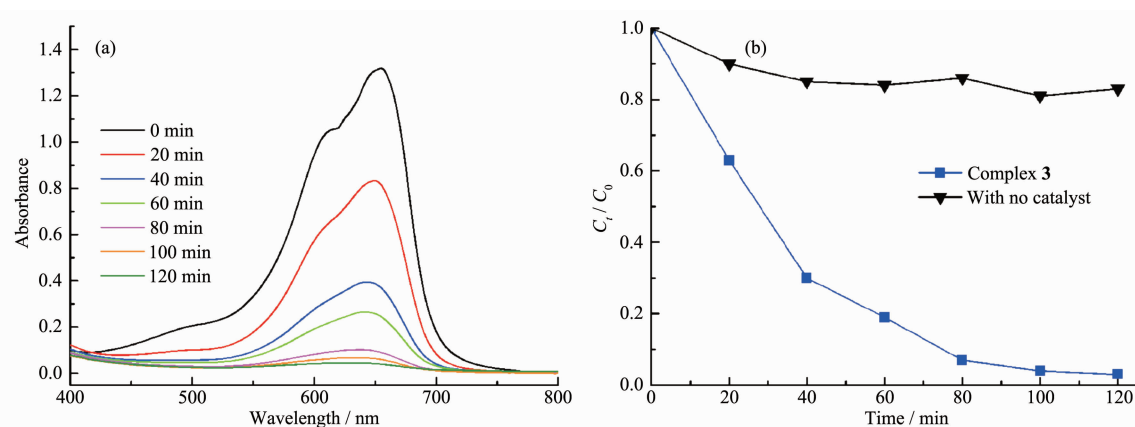 (a)
1.4
1.2
1.0
0.8
0.6
0.4
0.2
0.0
Absorbance
0 min
20 min
40 min
60 min
80 min
100 min
120 min
400 500 600 700 800
Wavelength / nm
(b)
1.0
0.8
0.6
0.4
0.2
0.0
Cₜ / C₀
Complex 3
With no catalyst
0 20 40 60 80 100 120
Time / min